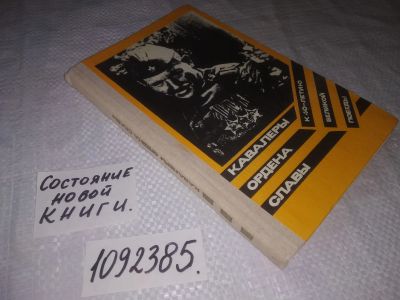 КАВАЛЕРЫ
ОРДЕНА
СЛАВЫ
К 40-ЛЕТИЮ
ВЕЛИКОЙ
ПОБЕДЫ
СОСТОЯНИЕ
НОВОЙ
КНИГИ.
1092385.